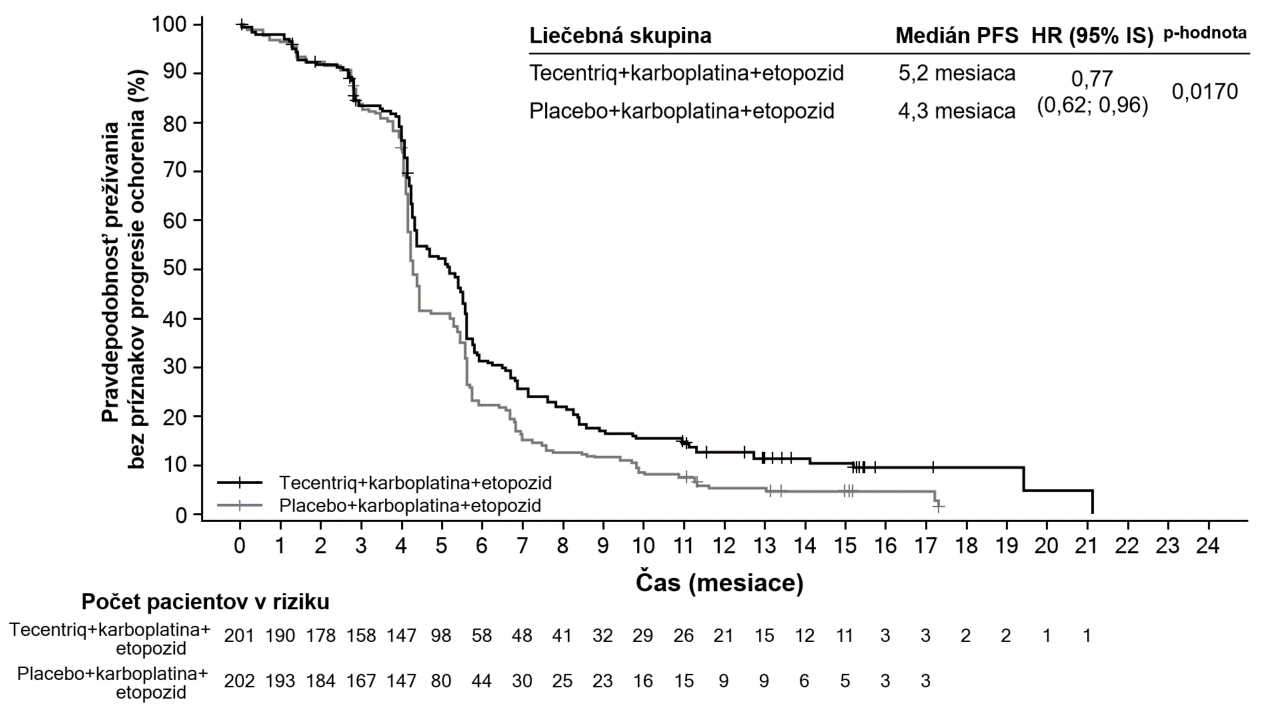 Liečebná skupina Medián PFS HR (95% IS) p-hodnota
Tecentriq+karboplatina+etopozid 5,2 mesiaca 0,77
Placebo+karboplatina+etopozid 4,3 mesiaca (0,62; 0,96) 0,0170
Pravdepodobnosť prežívania
bez príznakov progresie ochorenia (%)
100
90
80
70
60
50
40
30
20
10
0
Tecentriq+karboplatina+etopozid
Placebo+karboplatina+etopozid
0 1 2 3 4 5 6 7 8 9 10 11 12 13 14 15 16 17 18 19 20 21 22 23 24
Čas (mesiace)
Počet pacientov v riziku
Tecentriq+karboplatina+
etopozid
201 190 178 158 147 98 58 48 41 32 29 26 21 15 12 11 3 3 2 2 1 1
Placebo+karboplatina+
etopozid
202 193 184 167 147 80 44 30 25 23 16 15 9 9 6 5 3 3